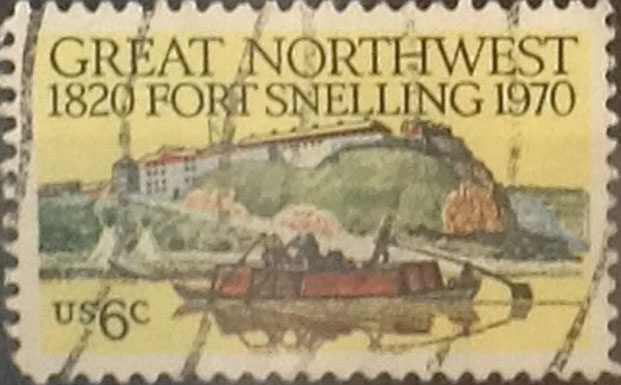 GREAT NORTHWEST
1820 FORT SNELLING 1970
US 6C